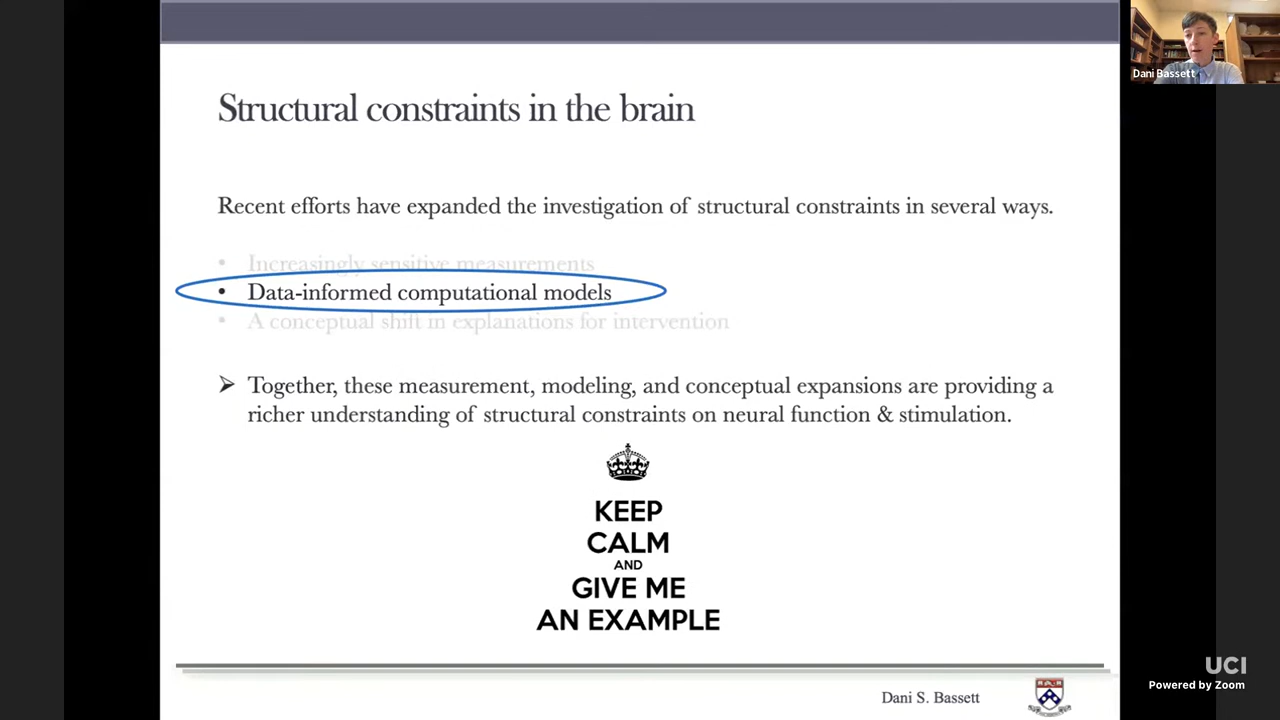 Structural constraints in the brain
Recent efforts have expanded the investigation of structural constraints in several ways.
• Increasingly sensitive measurements
• Data-informed computational models
• A conceptual shift in explanations for intervention
➢ Together, these measurement, modeling, and conceptual expansions are providing a
richer understanding of structural constraints on neural function & stimulation.
KEEP
CALM
AND
GIVE ME
AN EXAMPLE
Dani S. Bassett
Dani Bassett
UCI
Powered by Zoom